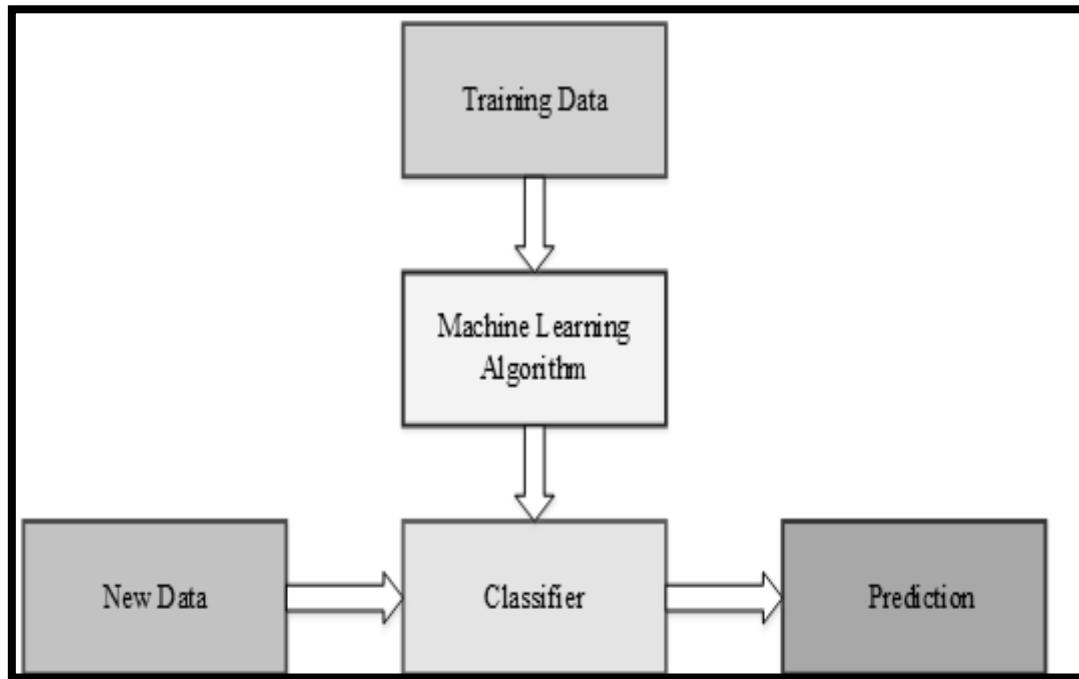 Training Data
Machine Learning
Algorithm
New Data
Classifier
Prediction